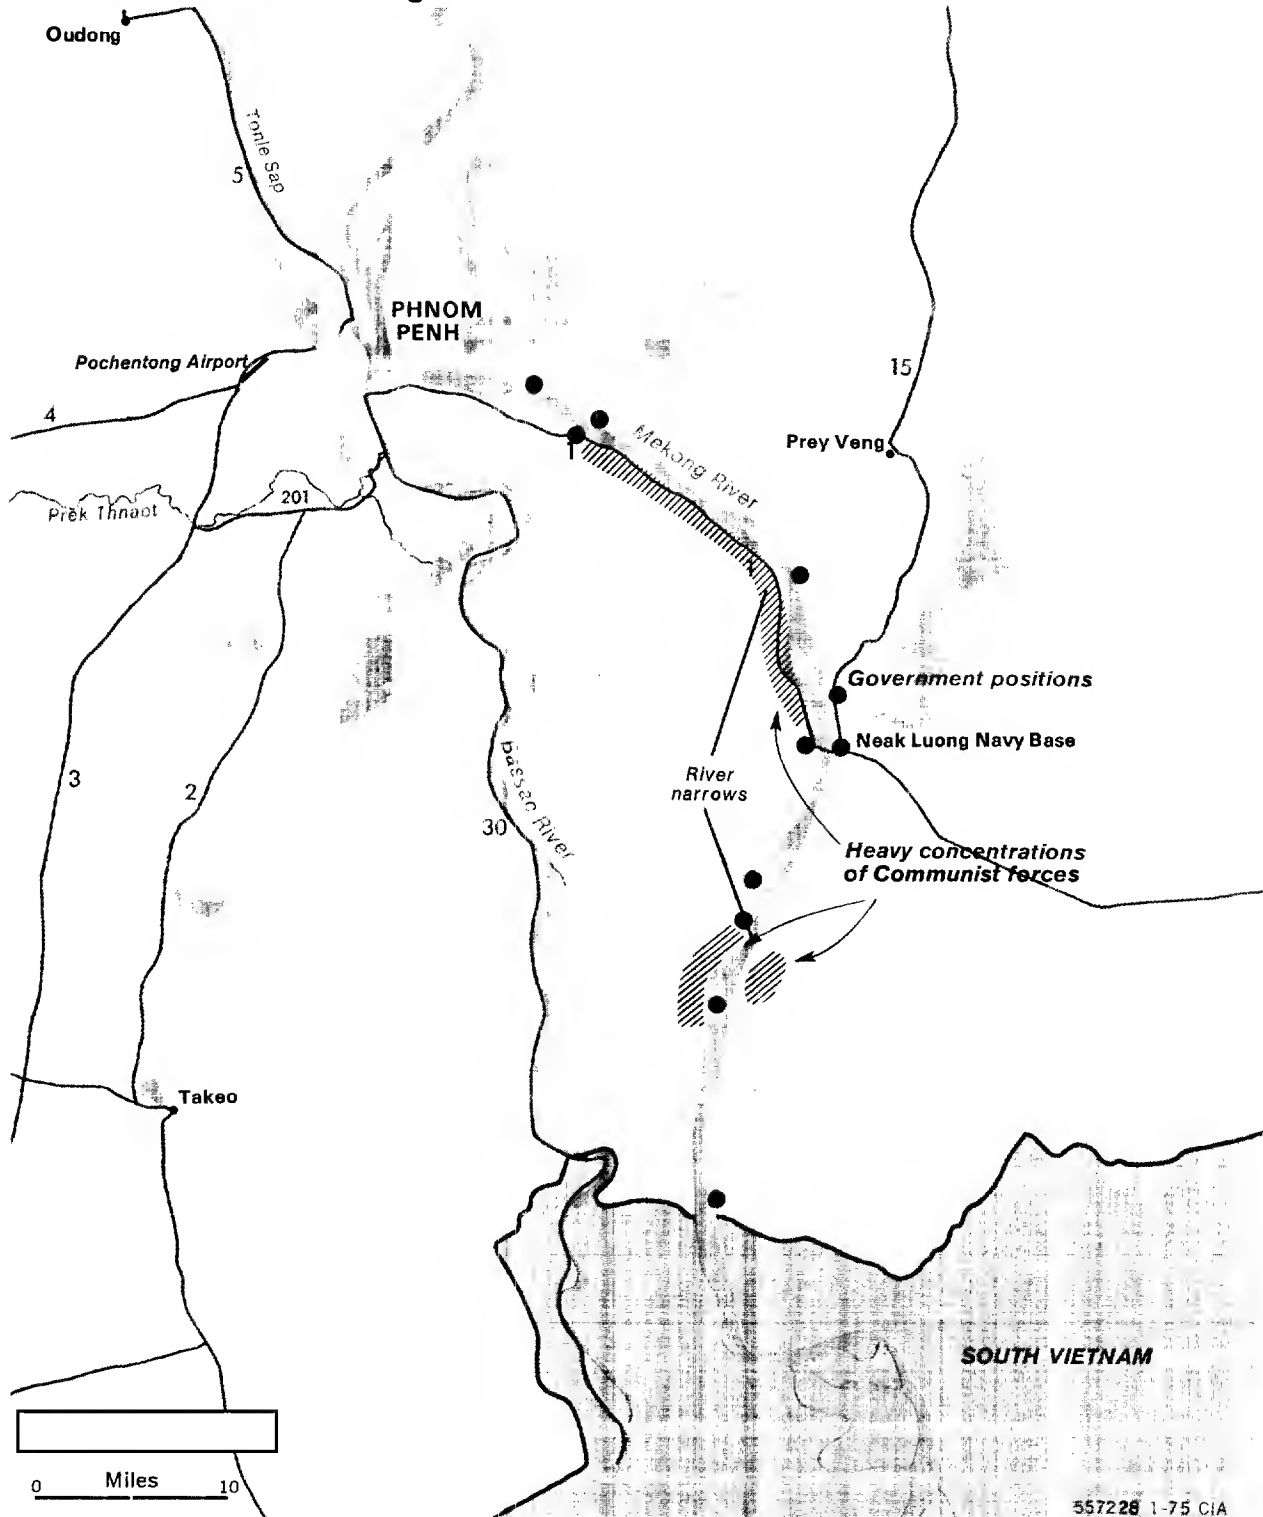 Oudong
Tonle Sap
5
PHNOM
PENH
Pochentong Airport
4
15
Mekong River
Prey Veng
1
201
Prêk Thnaot
Government positions
Neak Luong Navy Base
3
2
River
narrows
Bassac River
30
Heavy concentrations
of Communist forces
Takeo
SOUTH VIETNAM
0 Miles 10
557228 1-75 CIA